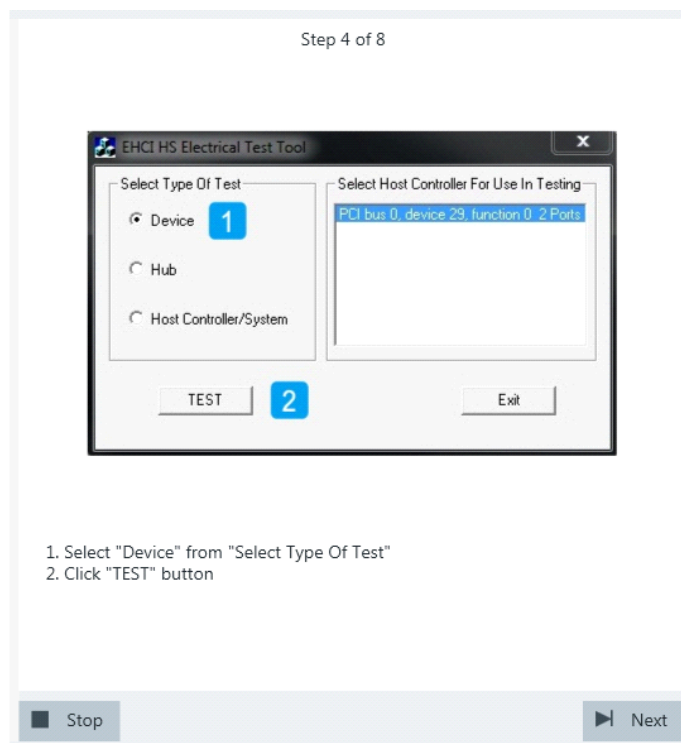 Step 4 of 8
EHCI HS Electrical Test Tool
x
Select Type Of Test
Select Host Controller For Use In Testing
Device
1
PCI bus 0, device 29, function 0 2 Ports
Hub
Host Controller/System
TEST
2
Exit
1. Select "Device" from "Select Type Of Test"
2. Click "TEST" button
Stop
Next